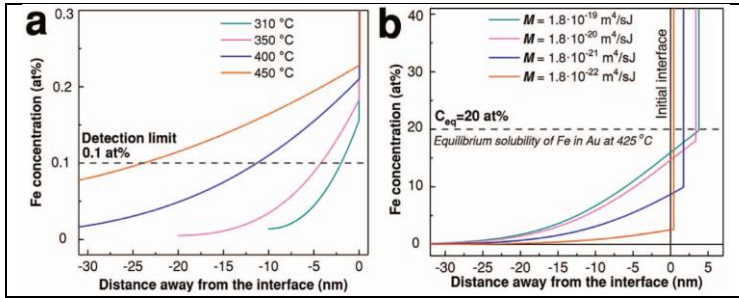 a
0.3
0.2
0.1
0
Fe concentration (at%)
310 °C
350 °C
400 °C
450 °C
Detection limit
0.1 at%
-30 -25 -20 -15 -10 -5 0
Distance away from the interface (nm)
b
40
30
20
10
0
Fe concentration (at%)
M = 1.8·10-19 m4/sJ
M = 1.8·10-20 m4/sJ
M = 1.8·10-21 m4/sJ
M = 1.8·10-22 m4/sJ
Initial interface
Ceq=20 at%
Equilibrium solubility of Fe in Au at 425 °C
-30 -25 -20 -15 -10 -5 0 5
Distance away from the interface (nm)